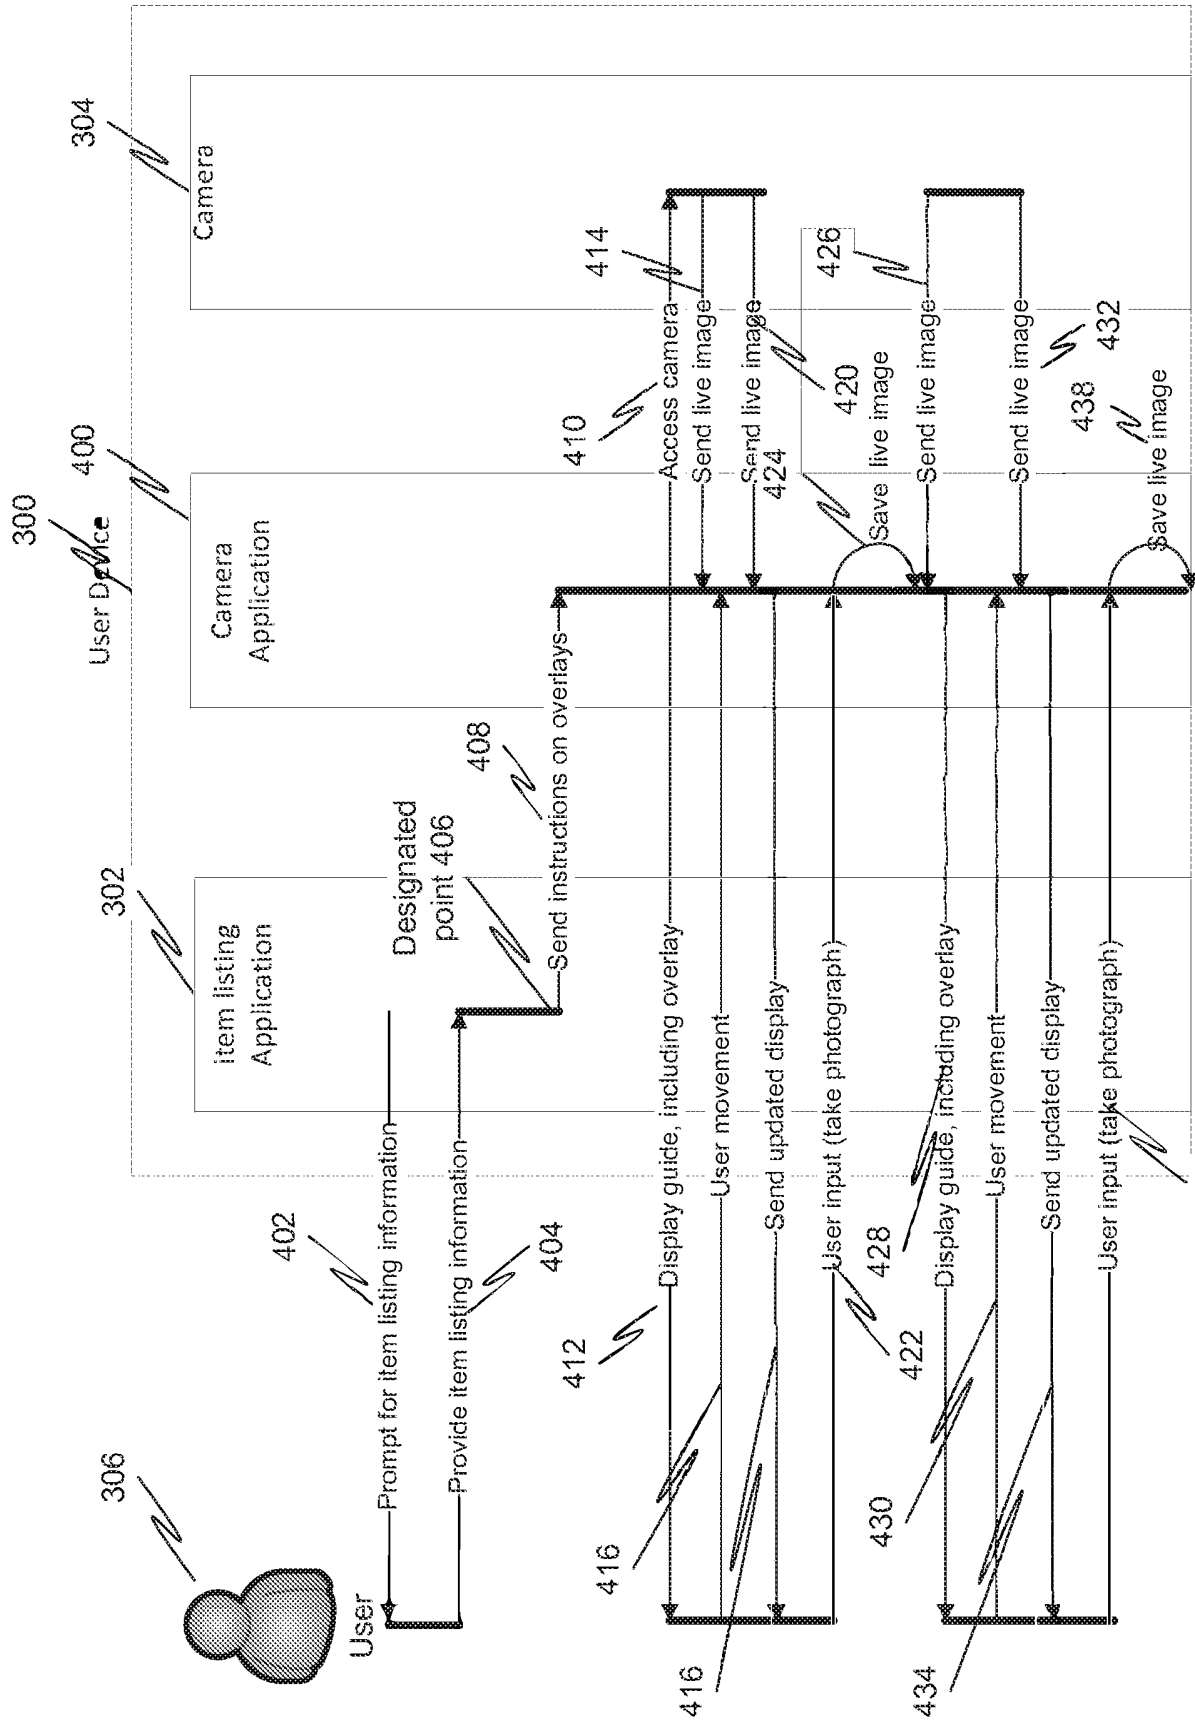 300
User Device
306
302
400
304
User
item listing
Application
Camera
Application
Camera
402
Prompt for item listing information
Provide item listing information
404
Designated
point 406
408
Send instructions on overlays
410
Access camera
412
Display guide, including overlay
414
Send live image
416
User movement
Send live image
420
416
Send updated display
User input (take photograph)
422
424
Save live image
426
Send live image
428
Display guide, including overlay
430
User movement
Send live image
432
434
Send updated display
User input (take photograph)
438
Save live image